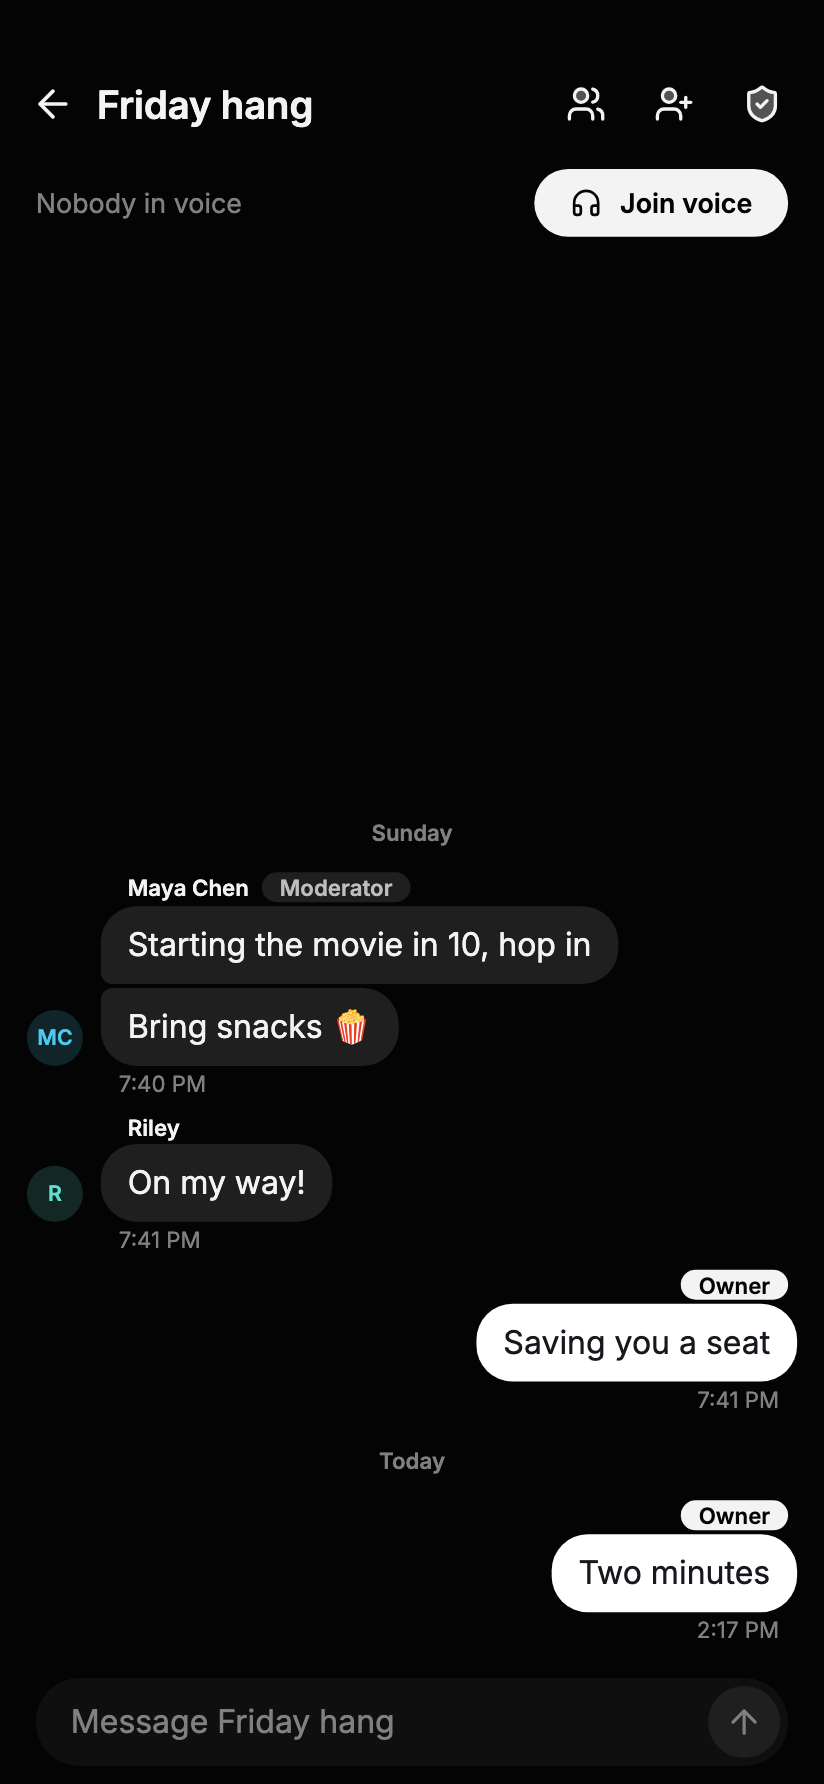 Friday hang
Nobody in voice
Join voice
Sunday
Maya Chen Moderator
Starting the movie in 10, hop in
Bring snacks 🍿
MC
7:40 PM
Riley
On my way!
R
7:41 PM
Owner
Saving you a seat
7:41 PM
Today
Owner
Two minutes
2:17 PM
Message Friday hang